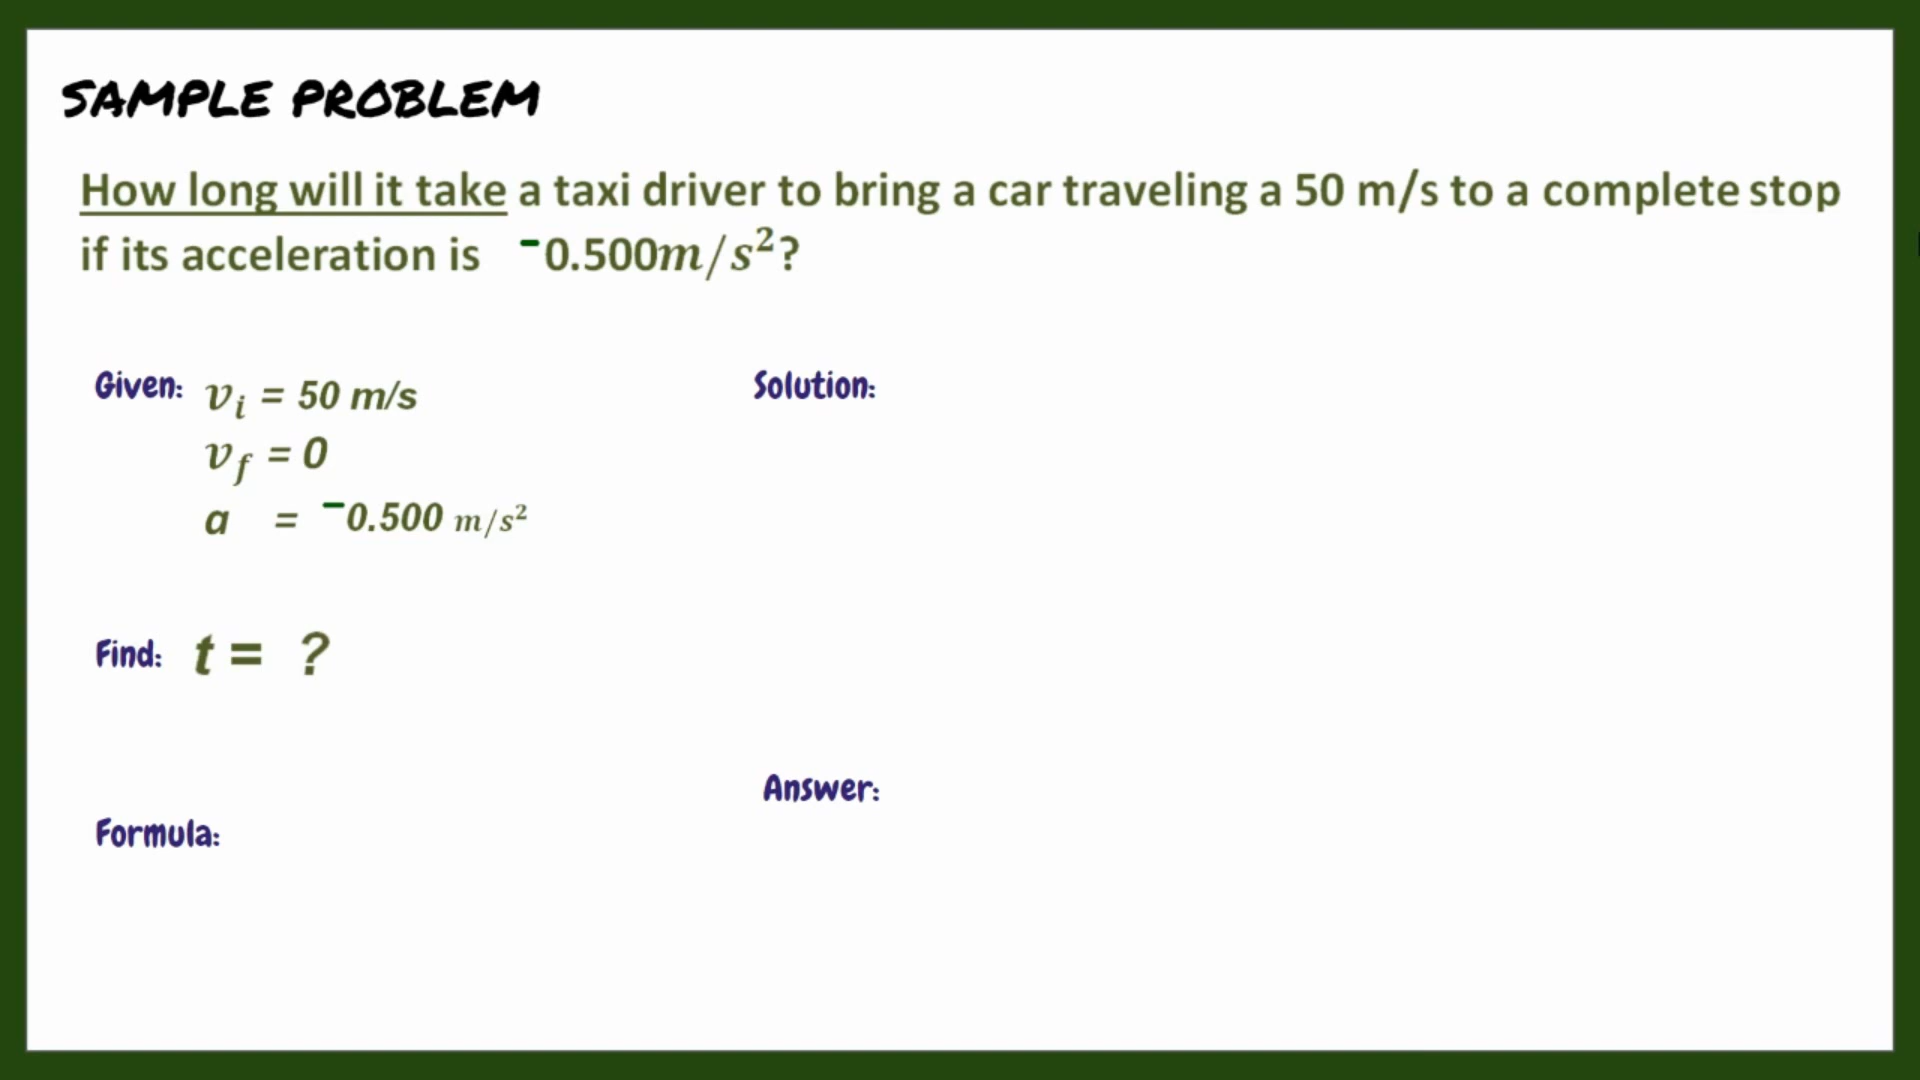 SAMPLE PROBLEM
How long will it take a taxi driver to bring a car traveling a 50 m/s to a complete stop
if its acceleration is ⁻0.500m/s²?
Given: vᵢ = 50 m/s
v_f = 0
a = ⁻0.500 m/s²
Find: t = ?
Formula:
Solution:
Answer: